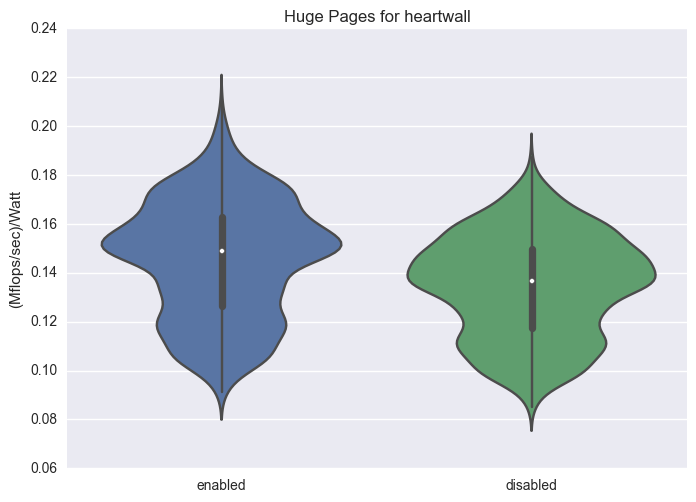 Huge Pages for heartwall
0.24
0.22
0.20
0.18
0.16
0.14
0.12
0.10
0.08
0.06
(Mflops/sec)/Watt
enabled
disabled